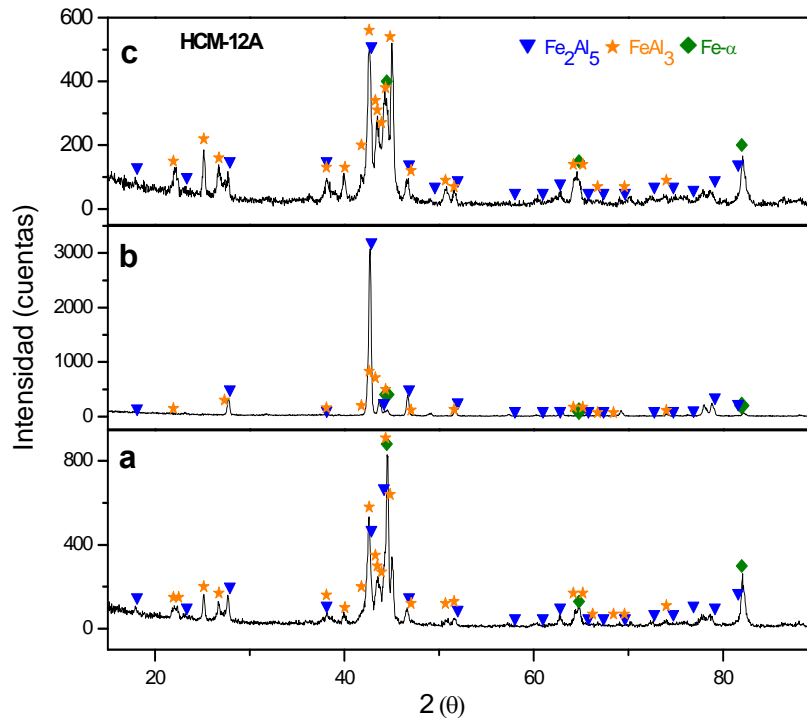 HCM-12A
Fe2Al5 FeAl3 Fe-α
c
600
400
200
0
b
3000
2000
1000
0
a
800
400
0
Intensidad (cuentas)
20 40 60 80
2 (θ)